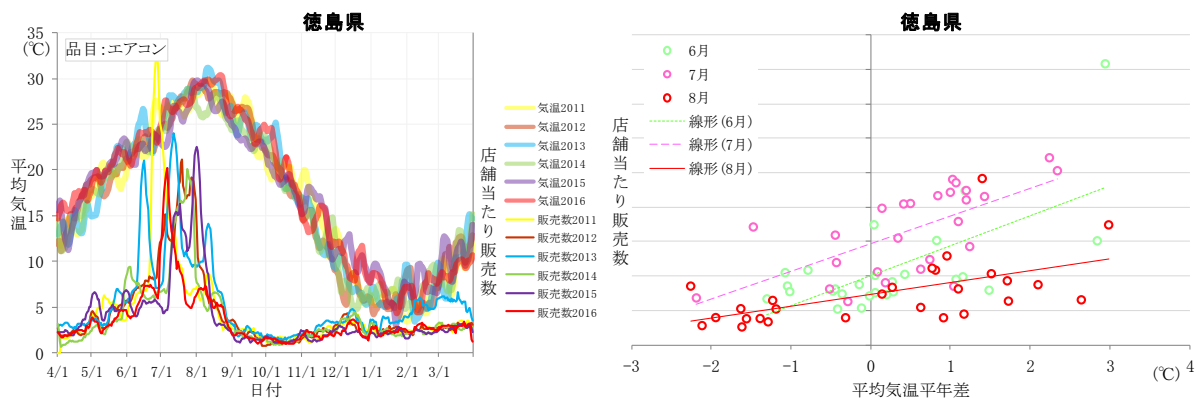 徳島県
35
(℃)
品目:エアコン
30
25
20
15
10
5
0
平均気温
4/1 5/1 6/1 7/1 8/1 9/1 10/1 11/1 12/1 1/1 2/1 3/1
日付
店舗当たり販売数
気温2011
気温2012
気温2013
気温2014
気温2015
気温2016
販売数2011
販売数2012
販売数2013
販売数2014
販売数2015
販売数2016
徳島県
6月
7月
8月
線形 (6月)
線形 (7月)
線形 (8月)
店舗当たり販売数
-3 -2 -1 0 1 2 3 4
平均気温平年差
(℃)